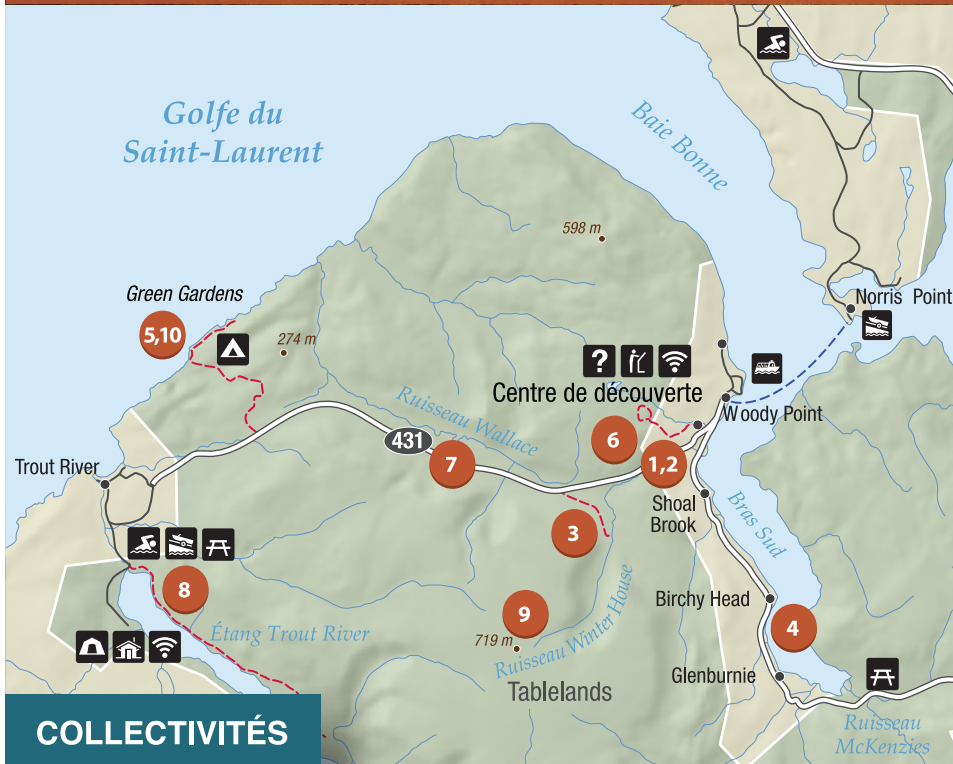 Golfe du
Saint-Laurent
Baie Bonne
598 m
Green Gardens
5,10
274 m
Norris Point
?
Centre de découverte
Woody Point
Ruisseau Wallace
431
6
7
1,2
Trout River
Shoal
Brook
Bras Sud
3
8
Étang Trout River
9
719 m
Ruisseau Winter House
Birchy Head
4
Glenburnie
Tablelands
Ruisseau
McKenzies
COLLECTIVITÉS